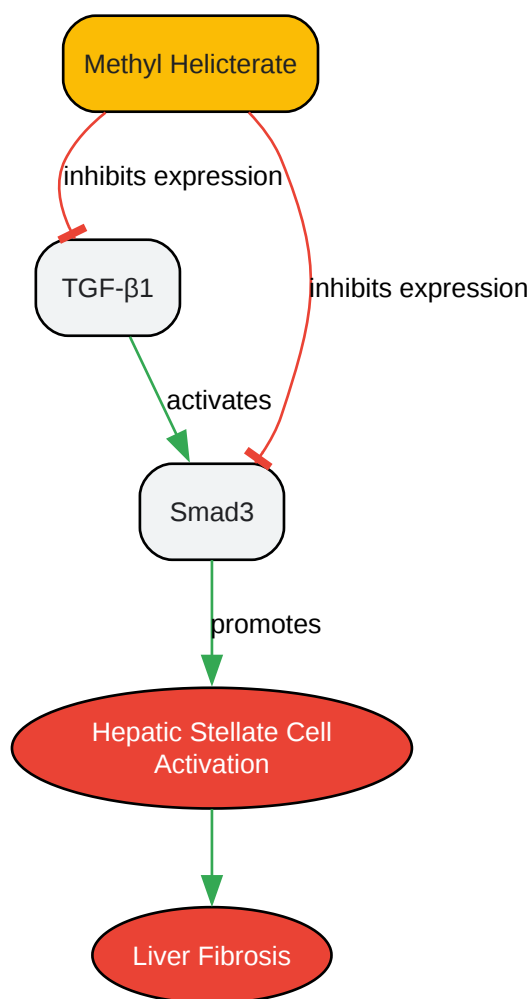 Methyl Helicterate
inhibits expression
TGF-β1
inhibits expression
activates
Smad3
promotes
Hepatic Stellate Cell
Activation
Liver Fibrosis